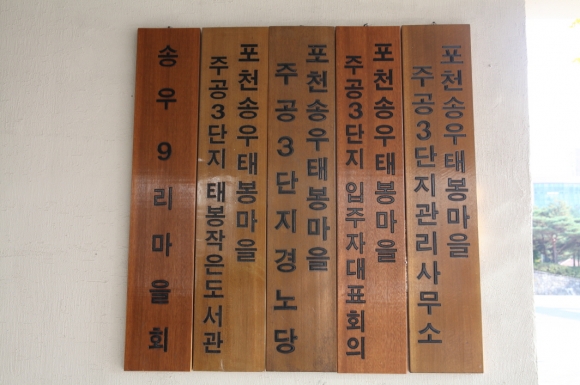 송우9리마을회
포천송우태봉마을
주공3단지태봉작은도서관
포천송우태봉마을
주공3단지경노당
포천송우태봉마을
주공3단지 입주자대표회의
포천송우태봉마을
주공3단지관리사무소